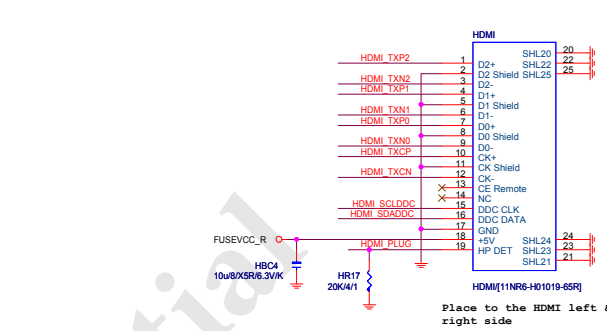 HDMI
HDMI_TXP2 1 D2+ SHL20 20
2 D2 Shield SHL22 22
HDMI_TXN2 3 D2- SHL25 25
HDMI_TXP1 4 D1+
5 D1 Shield
HDMI_TXN1 6 D1-
HDMI_TXP0 7 D0+
8 D0 Shield
HDMI_TXN0 9 D0-
HDMI_TXCP 10 CK+
11 CK Shield
HDMI_TXCN 12 CK-
13 CE Remote
14 NC
HDMI_SCLDDC 15 DDC CLK
HDMI_SDADDC 16 DDC DATA
17 GND
FUSEVCC_R 18 +5V SHL24 24
HDMI_PLUG 19 HP DET SHL23 23
SHL21 21
HBC4
10u/8/X5R/6.3V/K
HR17
20K/4/1
HDMI/[11NR6-H01019-65R]
Place to the HDMI left &
right side
tial